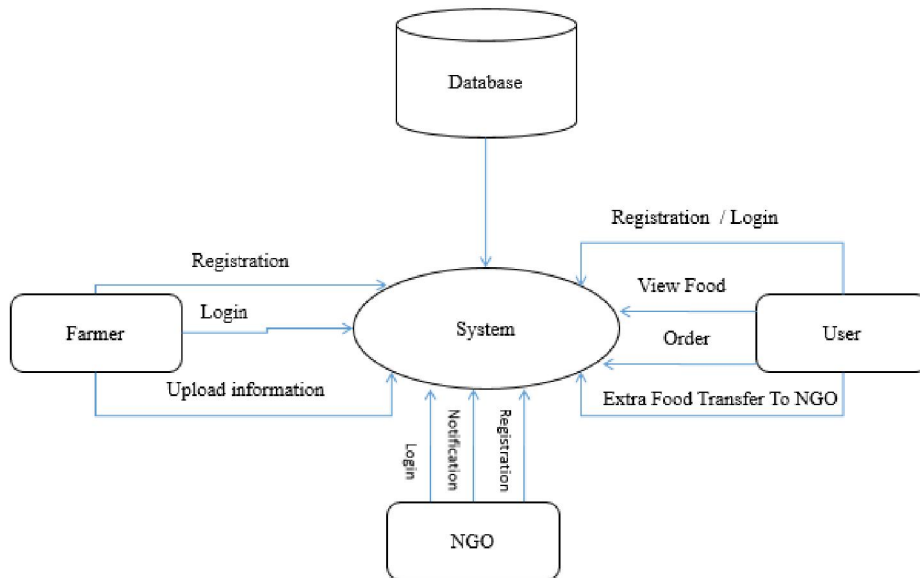 Database
Registration / Login
Registration
View Food
Login
Farmer
System
User
Order
Upload information
Extra Food Transfer To NGO
Login
Notification
Registration
NGO